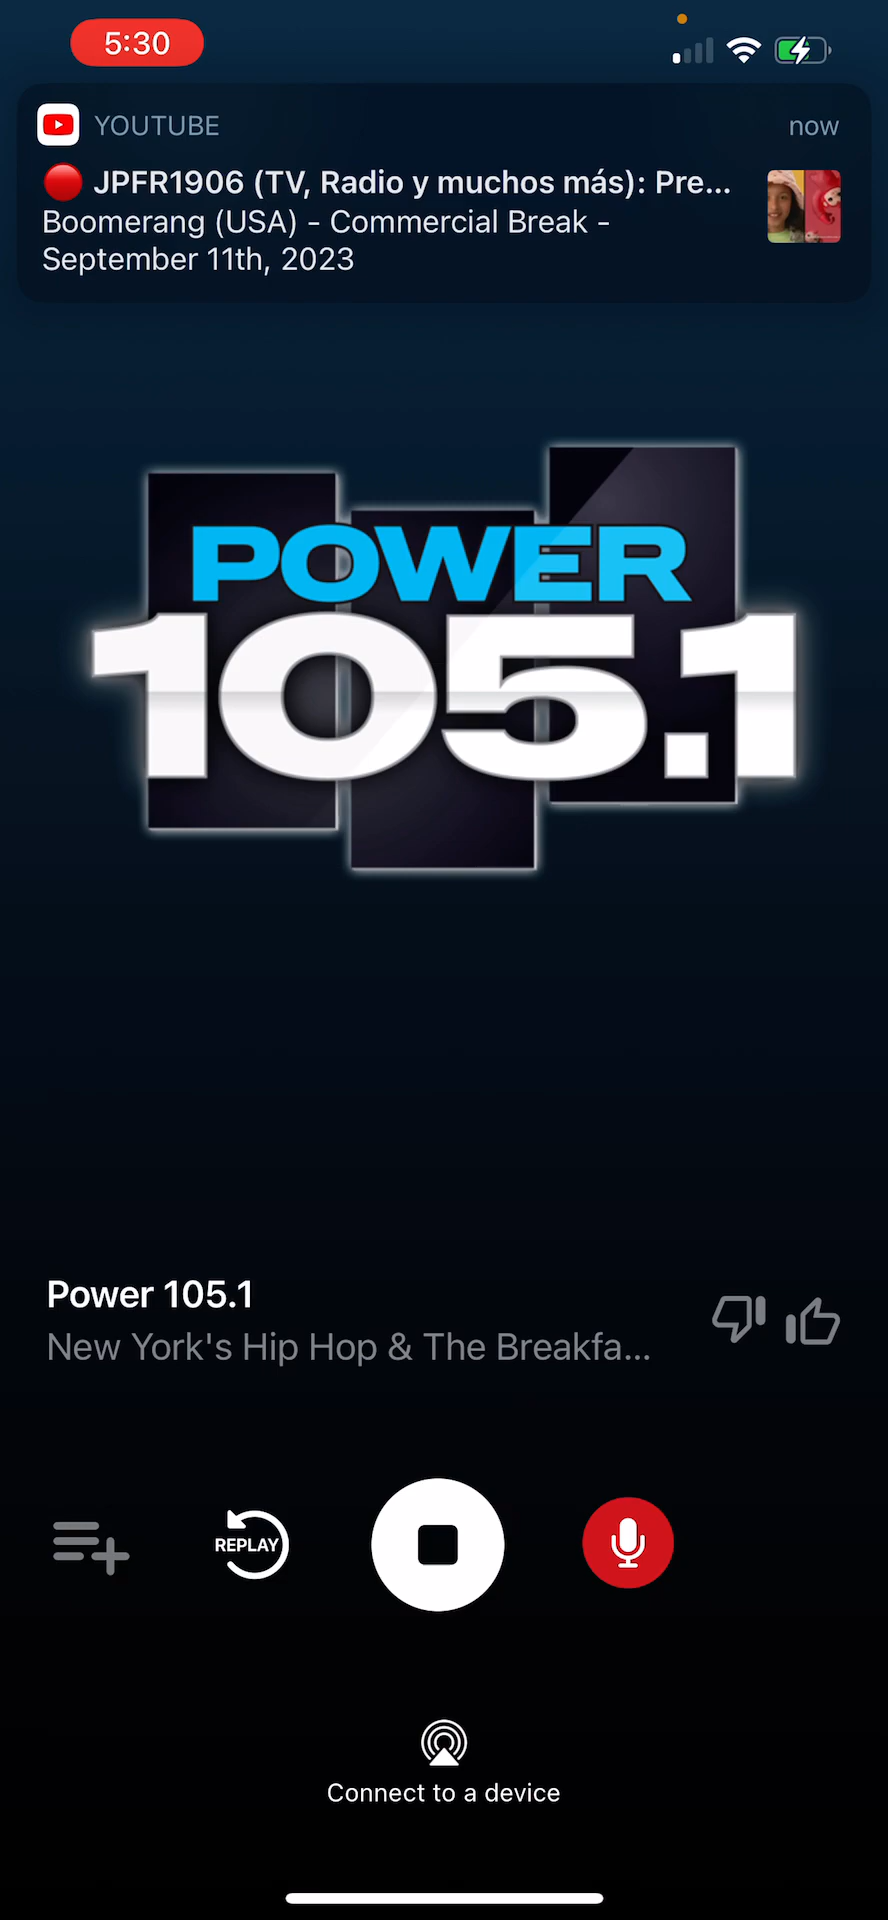 5:30
YOUTUBE
now
JPFR1906 (TV, Radio y muchos más): Pre...
Boomerang (USA) - Commercial Break -
September 11th, 2023
POWER
105.1
Power 105.1
New York's Hip Hop & The Breakfa...
REPLAY
Connect to a device